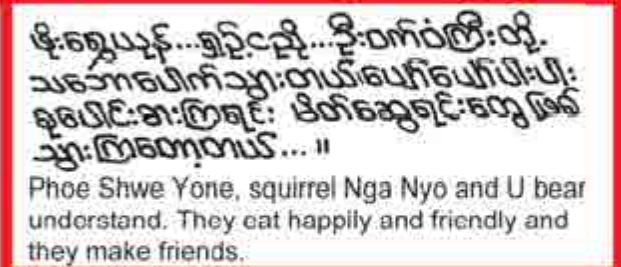 ဖိုးရွှေယုန်...ရှဉ့်ငညို...ဦးဝက်ဝံကြီးတို့
သဘောပေါက်သွားတယ်ပျော်ပျော်ပါးပါး
စုပေါင်းစားကြရင်း မိတ်ဆွေရင်းတွေဖြစ်
သွားကြတော့တယ်... ။
Phoe Shwe Yone, squirrel Nga Nyo and U bear
understand. They eat happily and friendly and
they make friends.